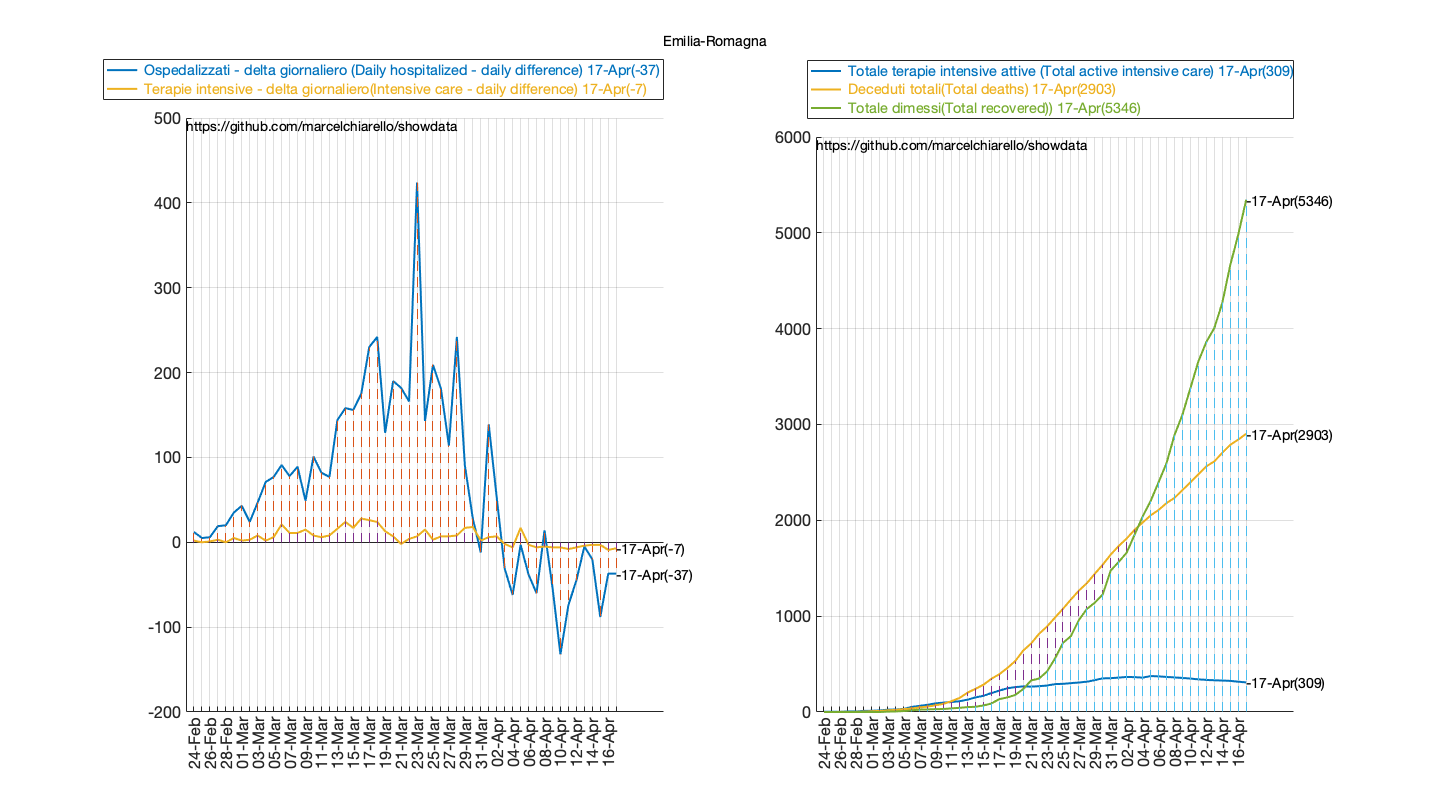 Emilia-Romagna
Ospedalizzati - delta giornaliero (Daily hospitalized - daily difference) 17-Apr(-37)
Terapie intensive - delta giornaliero(Intensive care - daily difference) 17-Apr(-7)
500
https://github.com/marcelchiarello/showdata
400
300
200
100
0
-100
-200
-17-Apr(-7)
-17-Apr(-37)
24-Feb
26-Feb
28-Feb
01-Mar
03-Mar
05-Mar
07-Mar
09-Mar
11-Mar
13-Mar
15-Mar
17-Mar
19-Mar
21-Mar
23-Mar
25-Mar
27-Mar
29-Mar
31-Mar
02-Apr
04-Apr
06-Apr
08-Apr
10-Apr
12-Apr
14-Apr
16-Apr
Totale terapie intensive attive (Total active intensive care) 17-Apr(309)
Deceduti totali(Total deaths) 17-Apr(2903)
Totale dimessi(Total recovered)) 17-Apr(5346)
6000
https://github.com/marcelchiarello/showdata
5000
4000
3000
2000
1000
0
-17-Apr(5346)
-17-Apr(2903)
-17-Apr(309)
24-Feb
26-Feb
28-Feb
01-Mar
03-Mar
05-Mar
07-Mar
09-Mar
11-Mar
13-Mar
15-Mar
17-Mar
19-Mar
21-Mar
23-Mar
25-Mar
27-Mar
29-Mar
31-Mar
02-Apr
04-Apr
06-Apr
08-Apr
10-Apr
12-Apr
14-Apr
16-Apr